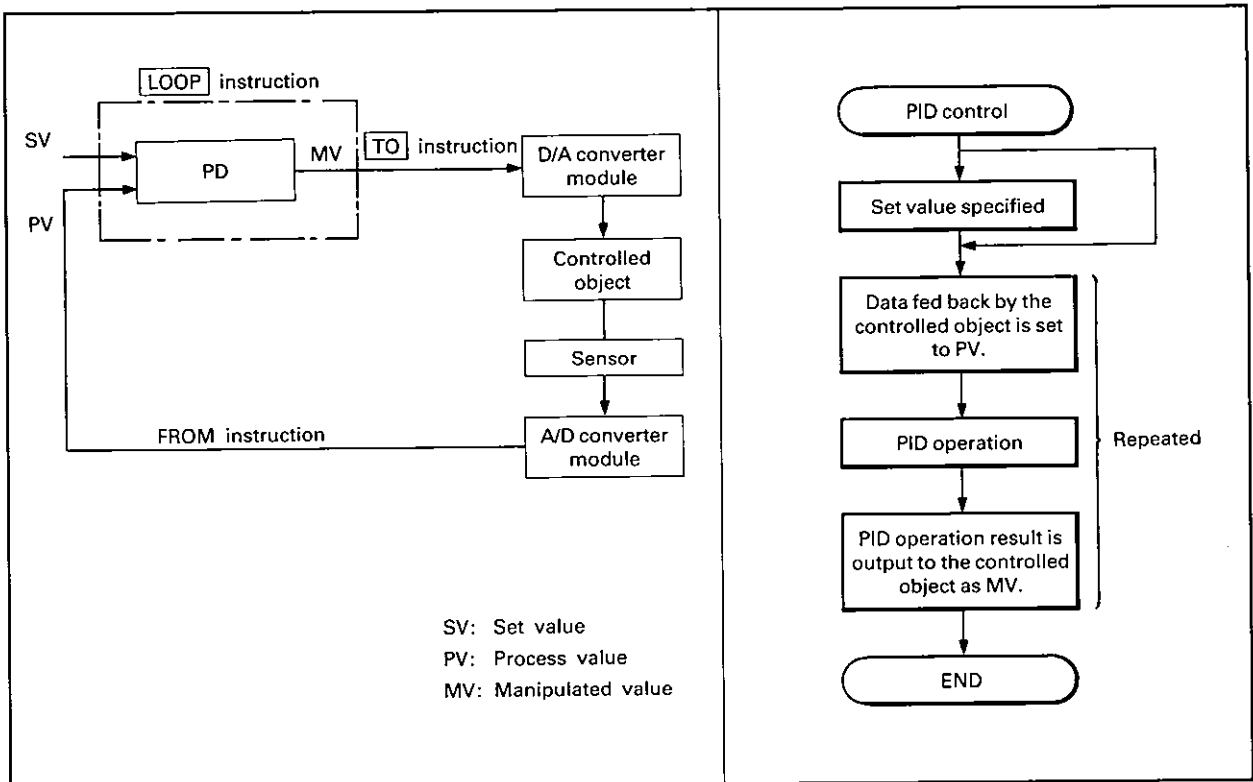 LOOP instruction
SV
PV
PD
MV
TO instruction
D/A converter
module
Controlled
object
Sensor
A/D converter
module
FROM instruction
SV: Set value
PV: Process value
MV: Manipulated value
PID control
Set value specified
Data fed back by the
controlled object is set
to PV.
PID operation
PID operation result is
output to the controlled
object as MV.
Repeated
END